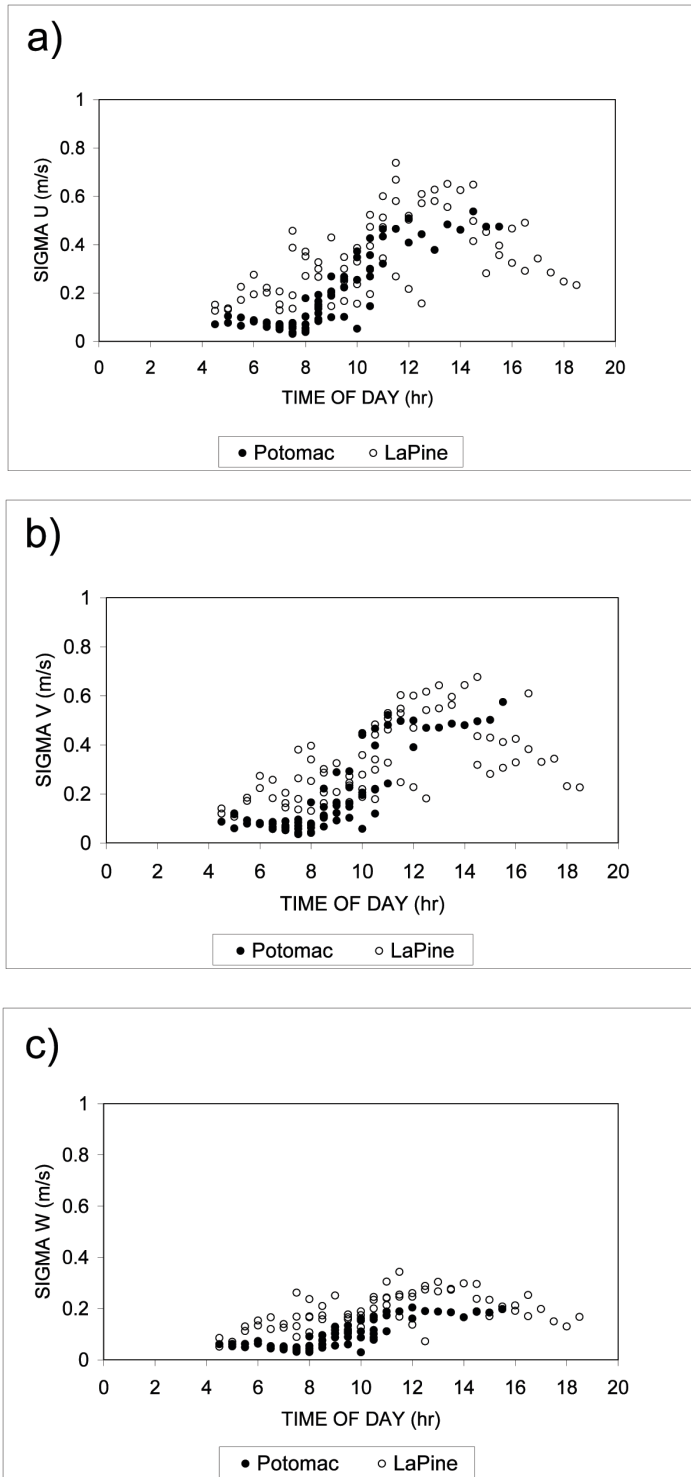 a)
1
0.8
0.6
0.4
0.2
0
SIGMA U (m/s)
0 2 4 6 8 10 12 14 16 18 20
TIME OF DAY (hr)
Potomac LaPine
b)
1
0.8
0.6
0.4
0.2
0
SIGMA V (m/s)
0 2 4 6 8 10 12 14 16 18 20
TIME OF DAY (hr)
Potomac LaPine
c)
1
0.8
0.6
0.4
0.2
0
SIGMA W (m/s)
0 2 4 6 8 10 12 14 16 18 20
TIME OF DAY (hr)
Potomac LaPine